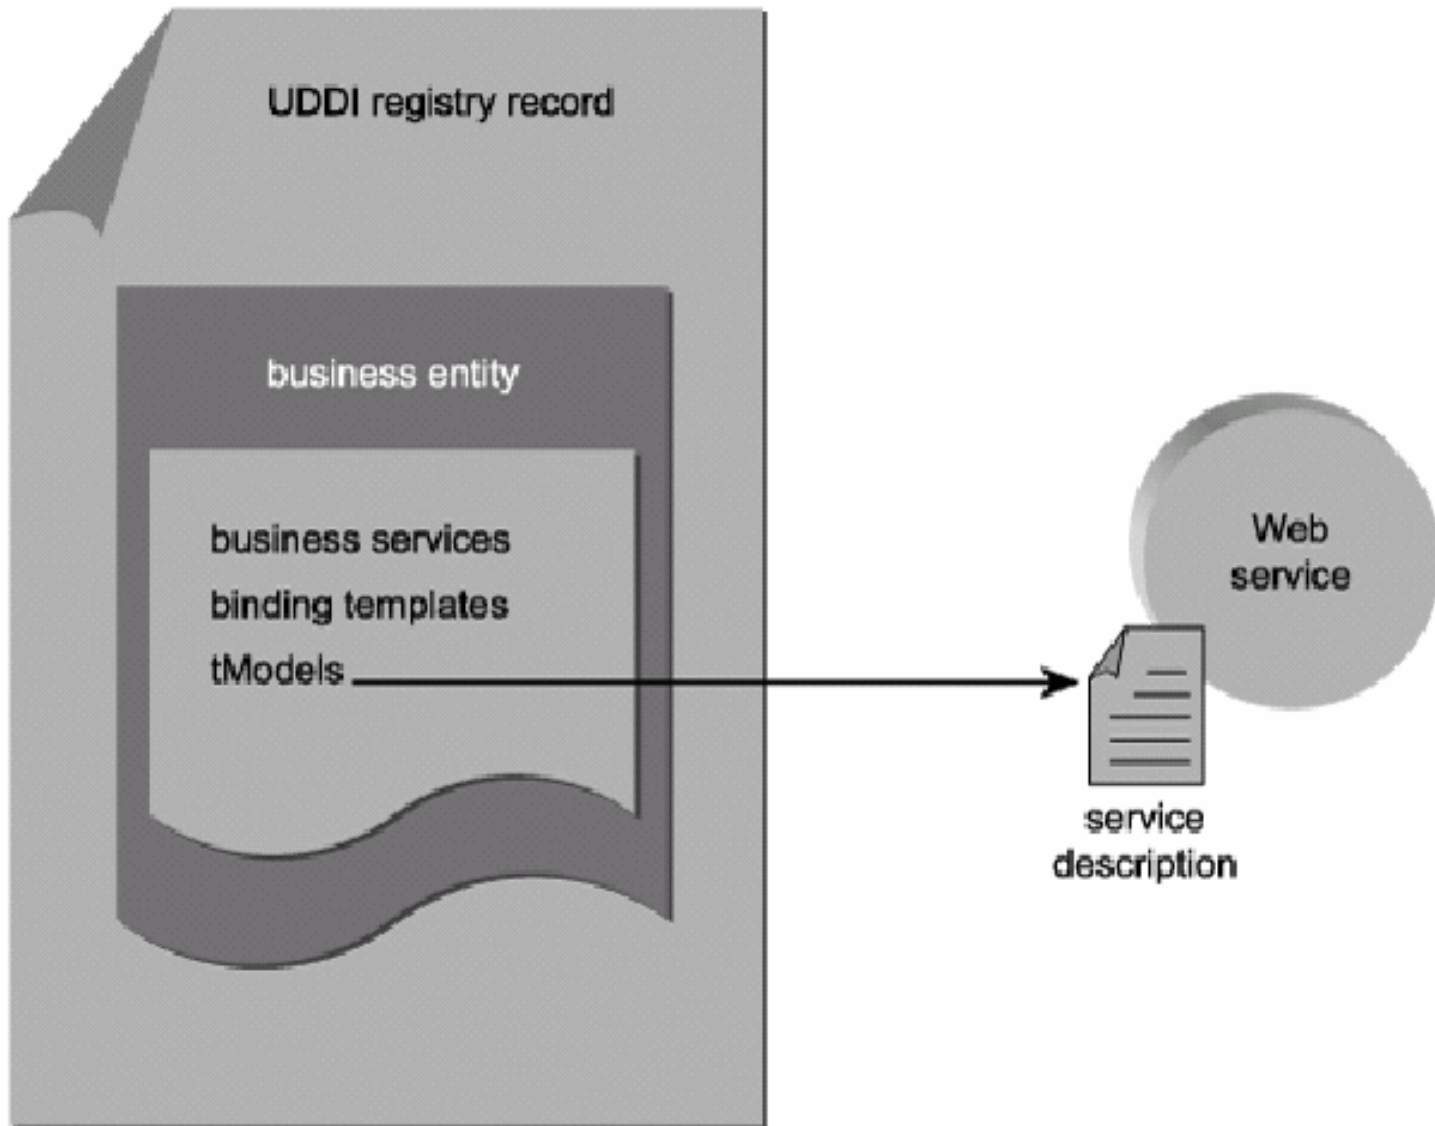 UDDI registry record
business entity
business services
binding templates
tModels
Web
service
service
description